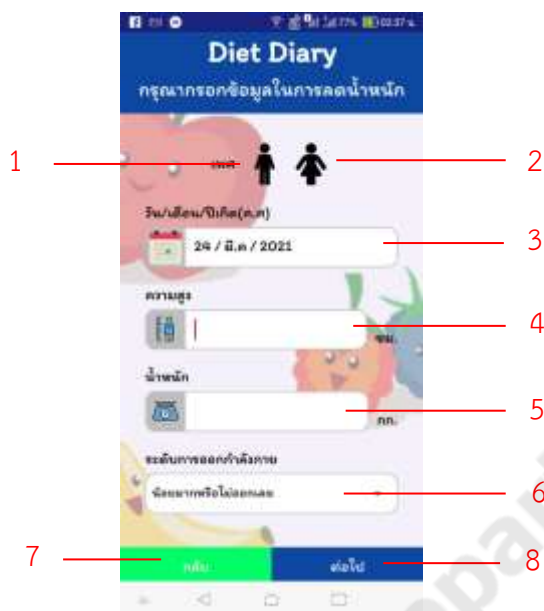 77% 02:37 น.
Diet Diary
กรุณากรอกข้อมูลในการลดน้ำหนัก
1
เพศ
2
วัน/เดือน/ปีเกิด(ค.ศ)
24 / มี.ค / 2021
3
ความสูง
ซม.
4
น้ำหนัก
กก.
5
ระดับการออกกำลังกาย
น้อยมากหรือไม่ออกเลย
6
7
กลับ
ต่อไป
8